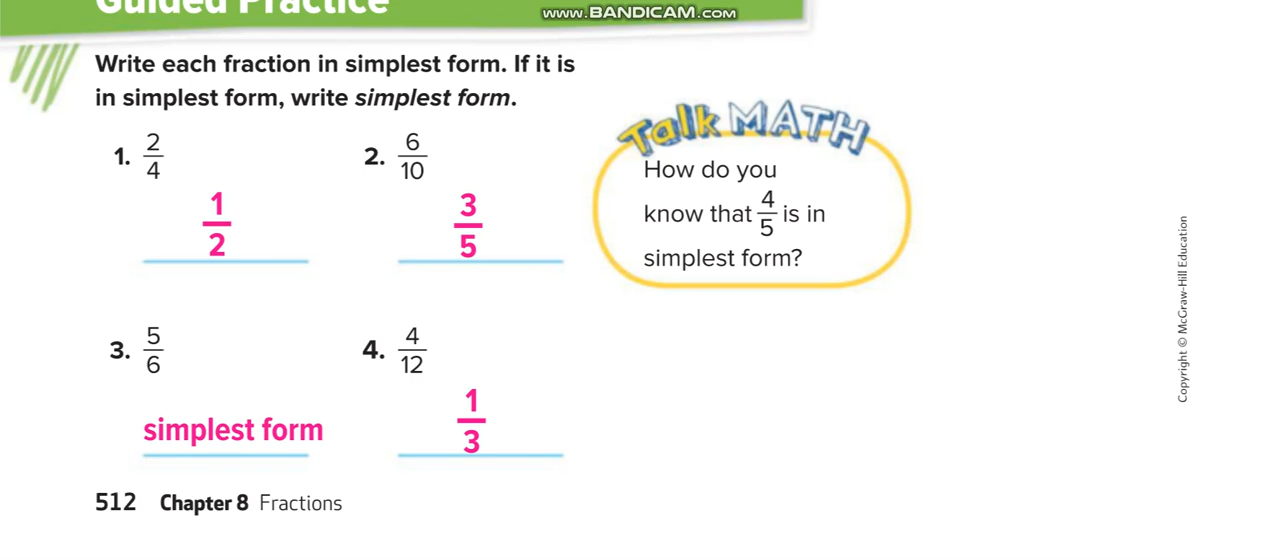 Guided Practice
www.BANDICAM.com
Write each fraction in simplest form. If it is
in simplest form, write simplest form.
1. 2/4
1/2
2. 6/10
3/5
Talk MATH
How do you
know that 4/5 is in
simplest form?
3. 5/6
simplest form
4. 4/12
1/3
512 Chapter 8 Fractions
Copyright © McGraw-Hill Education